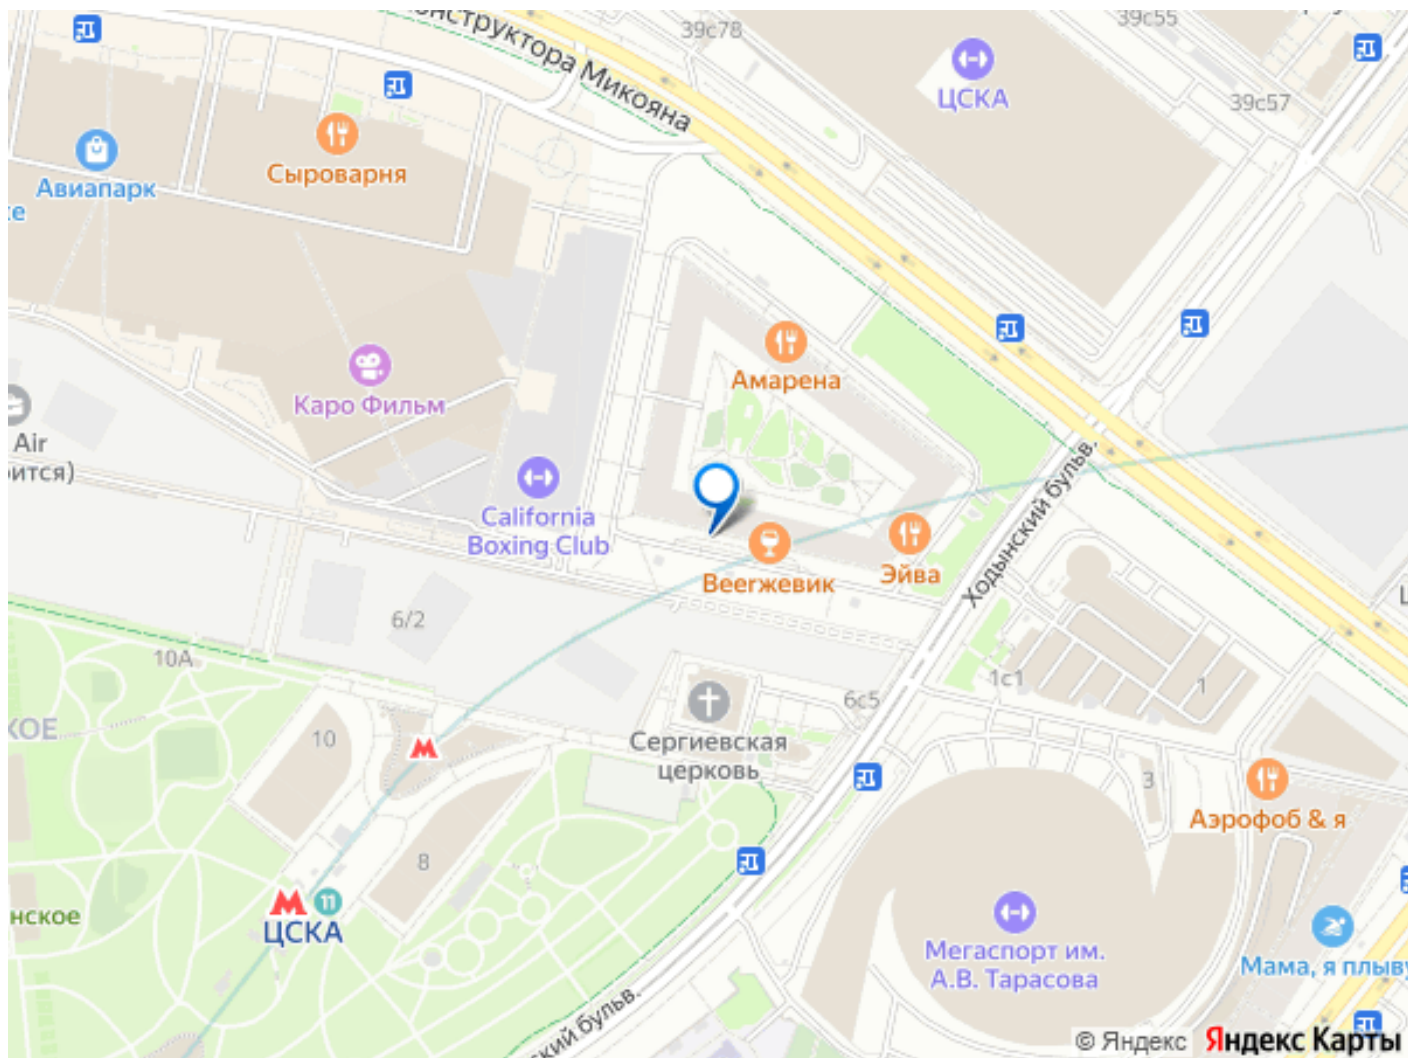 онструктора Микояна
39с78
39с55
ЦСКА
39с57
Сыроварня
Авиапарк
Амарена
Каро Фильм
Air
California
Boxing Club
Веегжевик
Эйва
Ходынский бульв.
6/2
10А
1с1
1
6с5
КОЕ
10
М
Сергиевская
церковь
3
Аэрофоб & я
8
нское
М 11
ЦСКА
Мегаспорт им.
А.В. Тарасова
Мама, я плыву
ский бульв.
© Яндекс Яндекс Карты